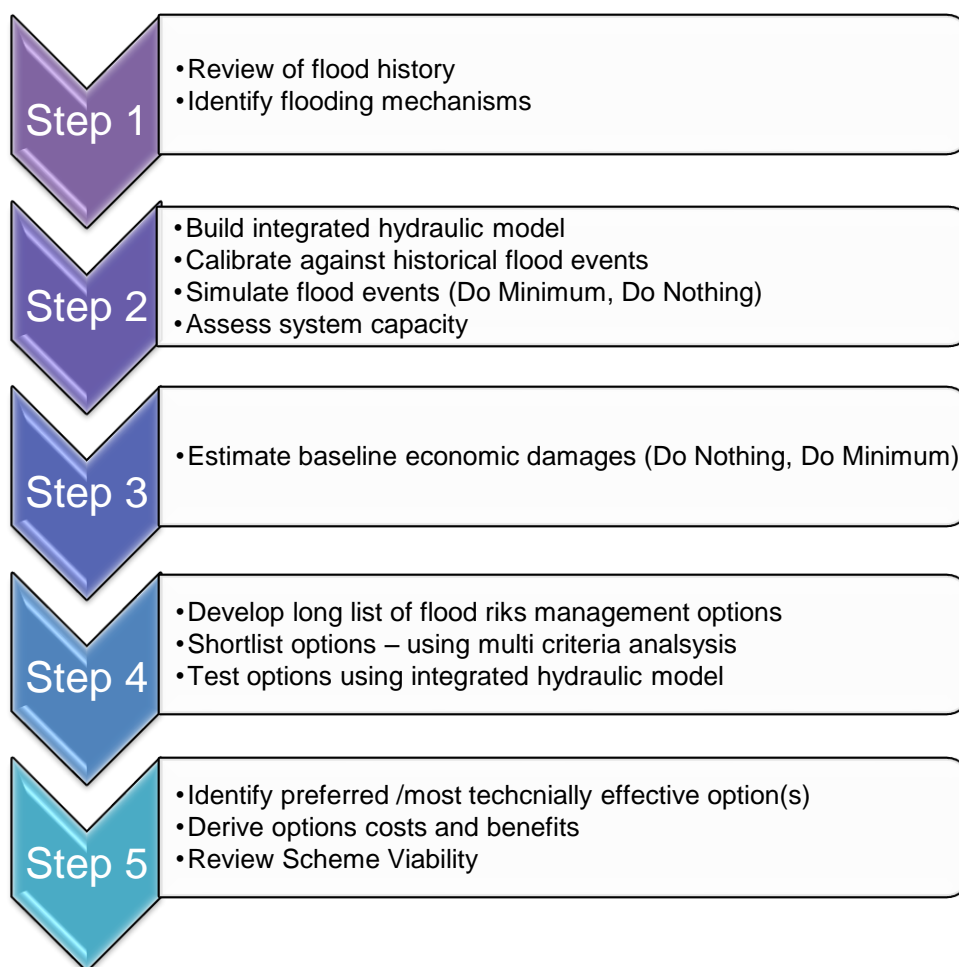 Step 1
•Review of flood history
•Identify flooding mechanisms
Step 2
•Build integrated hydraulic model
•Calibrate against historical flood events
•Simulate flood events (Do Minimum, Do Nothing)
•Assess system capacity
Step 3
•Estimate baseline economic damages (Do Nothing, Do Minimum)
Step 4
•Develop long list of flood riks management options
•Shortlist options – using multi criteria analsysis
•Test options using integrated hydraulic model
Step 5
•Identify preferred /most techcnially effective option(s)
•Derive options costs and benefits
•Review Scheme Viability